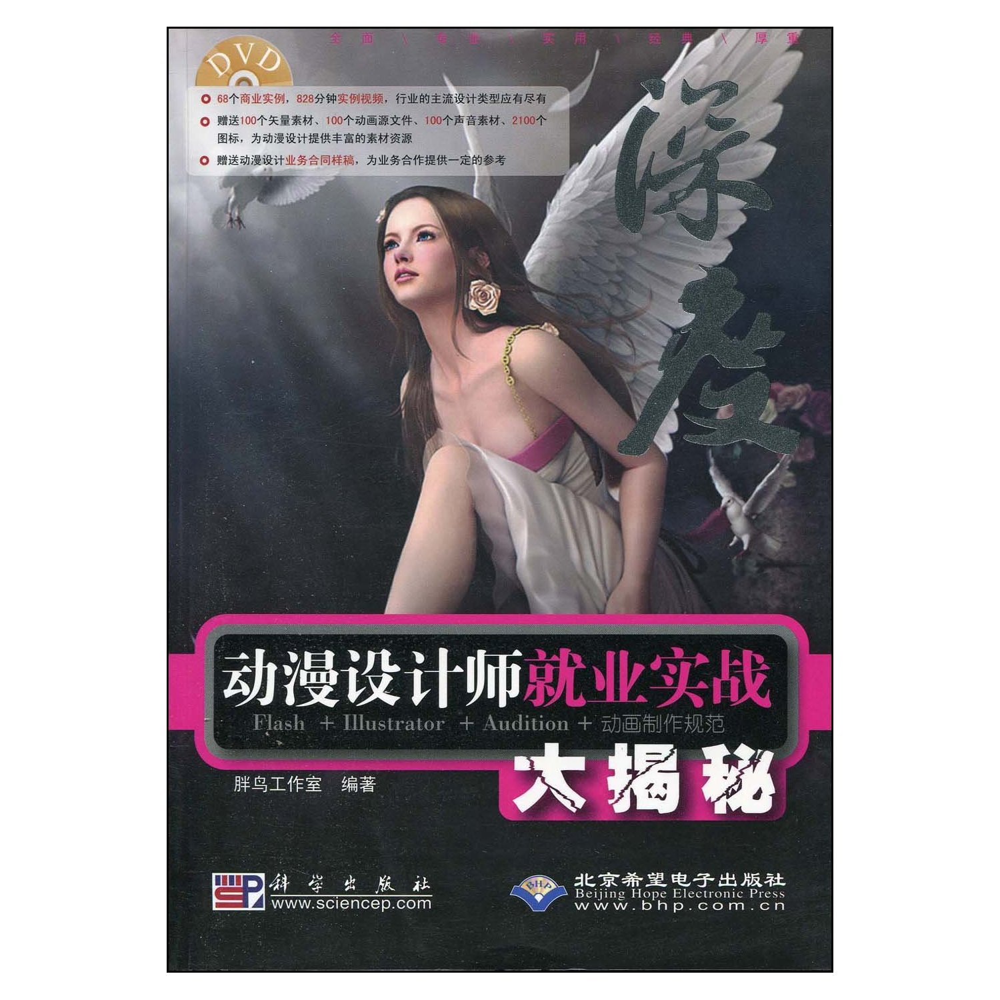 全面\专业\实用\经典\厚重
DVD
68个商业实例，828分钟实例视频，行业的主流设计类型应有尽有
赠送100个矢量素材、100个动画源文件、100个声音素材、2100个
图标，为动漫设计提供丰富的素材资源
赠送动漫设计业务合同样稿，为业务合作提供一定的参考
深度
动漫设计师就业实战
Flash + Illustrator + Audition + 动画制作规范
大揭秘
胖鸟工作室 编著
科学出版社
www.sciencep.com
BHP
北京希望电子出版社
Beijing Hope Electronic Press
www.bhp.com.cn